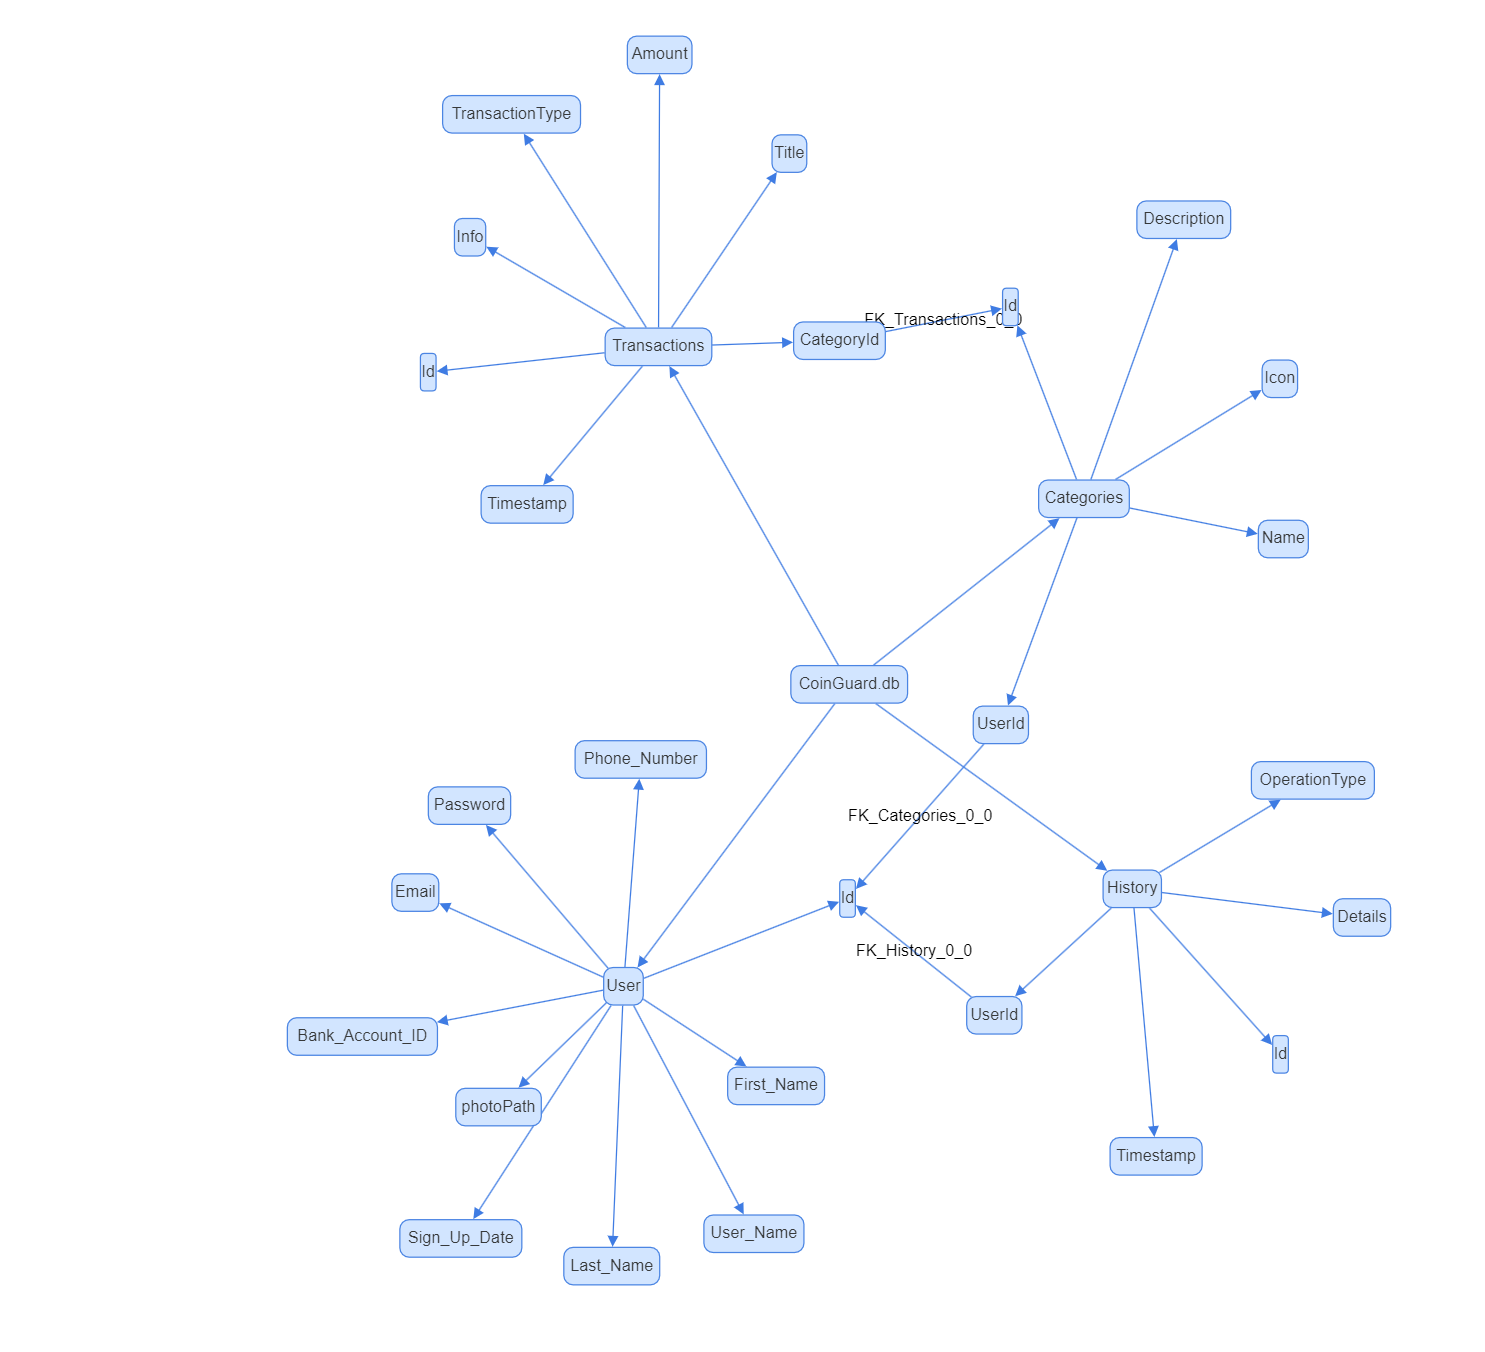 Amount
TransactionType
Title
Description
Info
Id
FK_Transactions_0_0
CategoryId
Transactions
Id
Icon
Categories
Timestamp
Name
CoinGuard.db
UserId
Phone_Number
OperationType
Password
FK_Categories_0_0
Email
Id
History
Details
FK_History_0_0
User
UserId
Bank_Account_ID
Id
First_Name
photoPath
Timestamp
User_Name
Sign_Up_Date
Last_Name